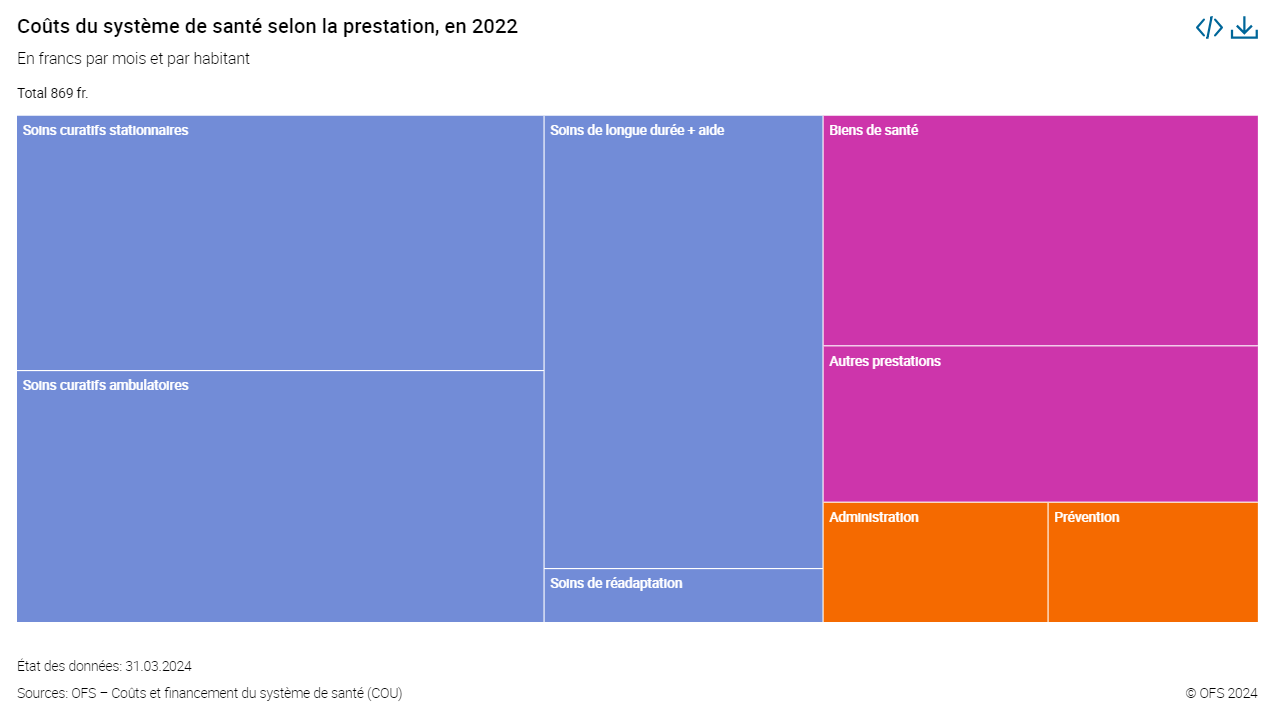 Coûts du système de santé selon la prestation, en 2022
En francs par mois et par habitant
Total 869 fr.
Soins curatifs stationnaires
Soins de longue durée + aide
Biens de santé
Soins curatifs ambulatoires
Autres prestations
Administration
Prévention
Soins de réadaptation
État des données: 31.03.2024
Sources: OFS – Coûts et financement du système de santé (COU)
© OFS 2024